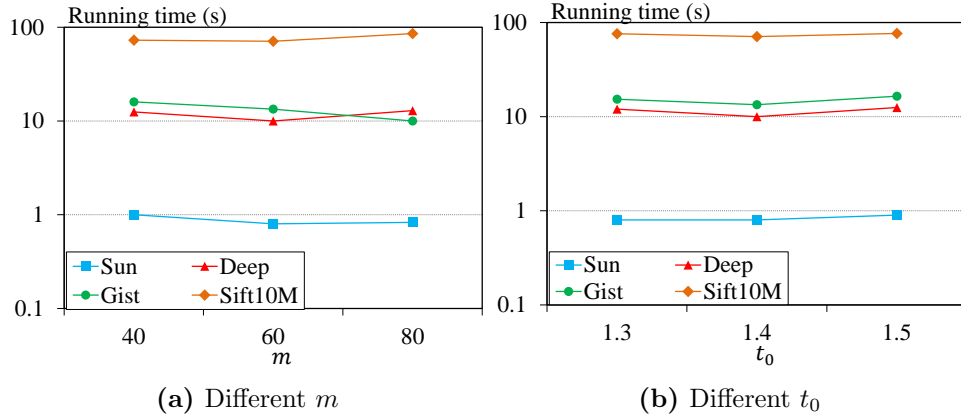 Running time (s)
100
10
1
0.1
Sun
Deep
Gist
Sift10M
40 60 80
m
(a) Different m
Running time (s)
100
10
1
0.1
Sun
Deep
Gist
Sift10M
1.3 1.4 1.5
t₀
(b) Different t₀